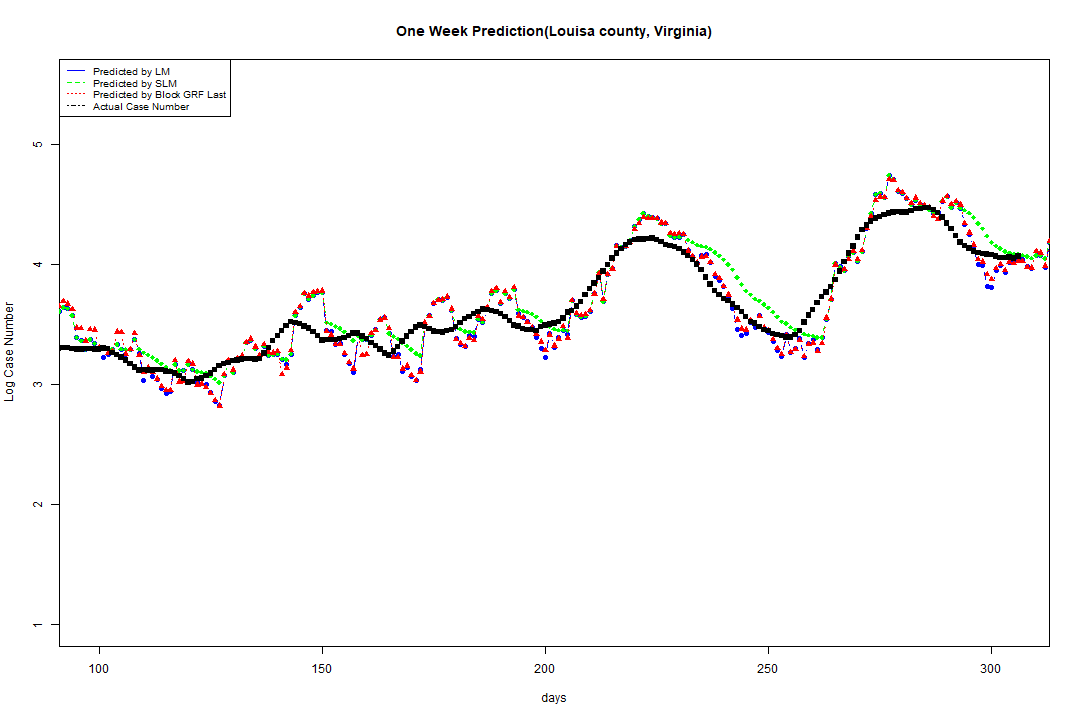 One Week Prediction(Louisa county, Virginia)
Predicted by LM
Predicted by SLM
Predicted by Block GRF Last
Actual Case Number
5
4
3
2
1
Log Case Number
100 150 200 250 300
days